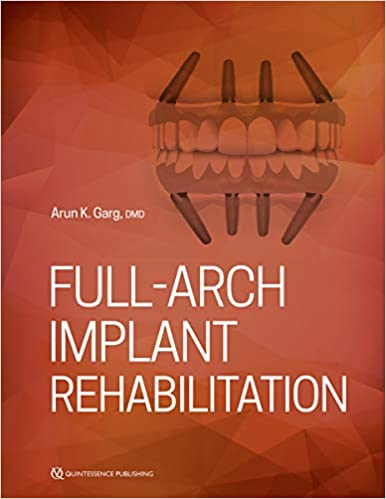 Arun K. Garg, DMD
FULL-ARCH
IMPLANT
REHABILITATION
QUINTESSENCE PUBLISHING